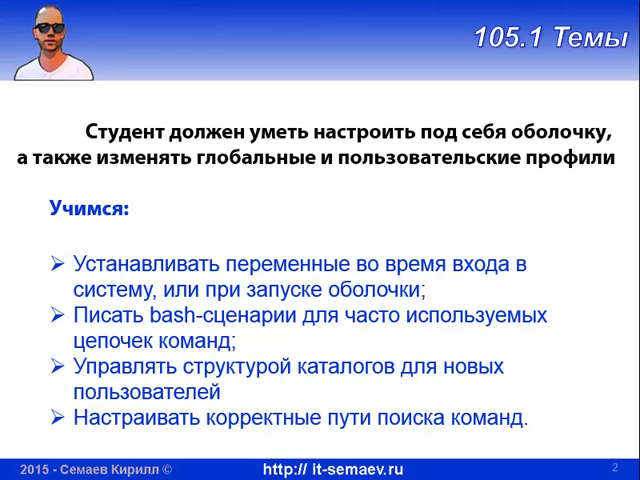 105.1 Темы
Студент должен уметь настроить под себя оболочку,
а также изменять глобальные и пользовательские профили
Учимся:
➢ Устанавливать переменные во время входа в
систему, или при запуске оболочки;
➢ Писать bash-сценарии для часто используемых
цепочек команд;
➢ Управлять структурой каталогов для новых
пользователей
➢ Настраивать корректные пути поиска команд.
2015 - Семаев Кирилл © http:// it-semaev.ru 2